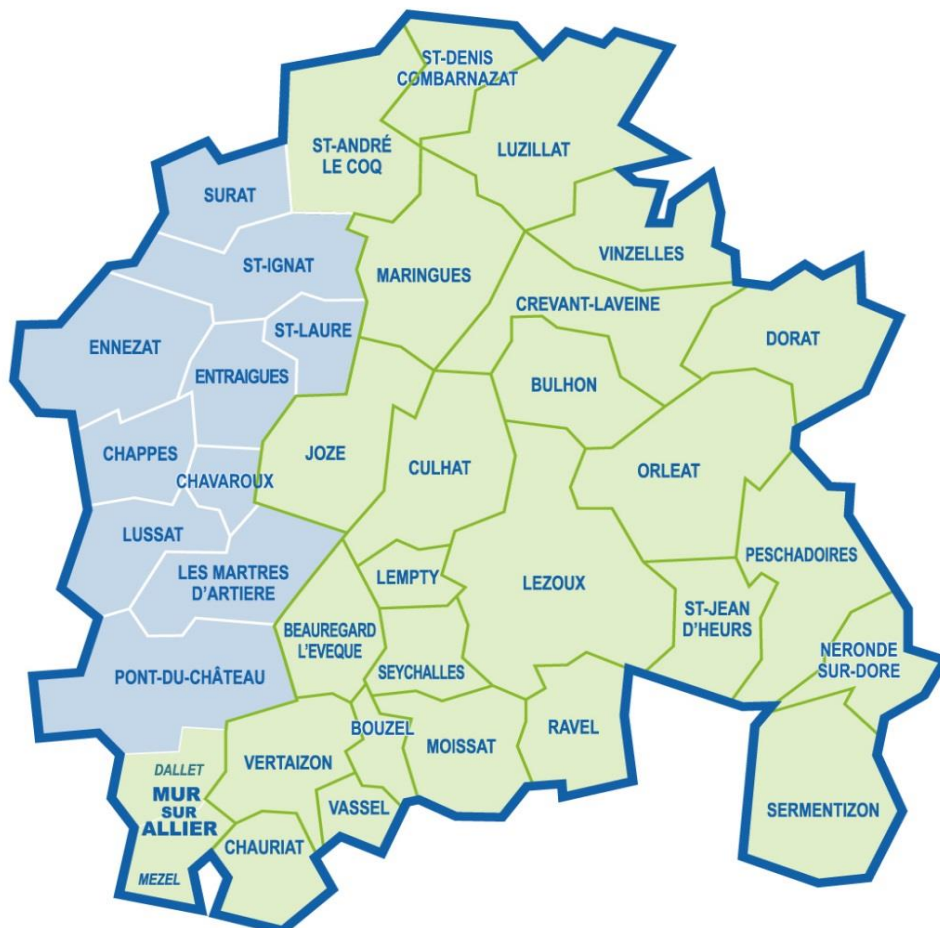 ST-DENIS
COMBARNAZAT
ST-ANDRÉ
LE COQ
LUZILLAT
SURAT
ST-IGNAT
MARINGUES
VINZELLES
CREVANT-LAVEINE
ST-LAURE
ENNEZAT
DORAT
ENTRAIGUES
BULHON
CHAPPES
JOZE
CULHAT
ORLEAT
CHAVAROUX
LUSSAT
PESCHADOIRES
LES MARTRES
D'ARTIERE
LEMPTY
LEZOUX
ST-JEAN
D'HEURS
BEAUREGARD
L'EVEQUE
NERONDE
SUR-DORE
PONT-DU-CHÂTEAU
SEYCHALLES
BOUZEL
RAVEL
MOISSAT
VERTAIZON
DALLET
MUR
SUR
ALLIER
VASSEL
SERMENTIZON
CHAURIAT
MEZEL